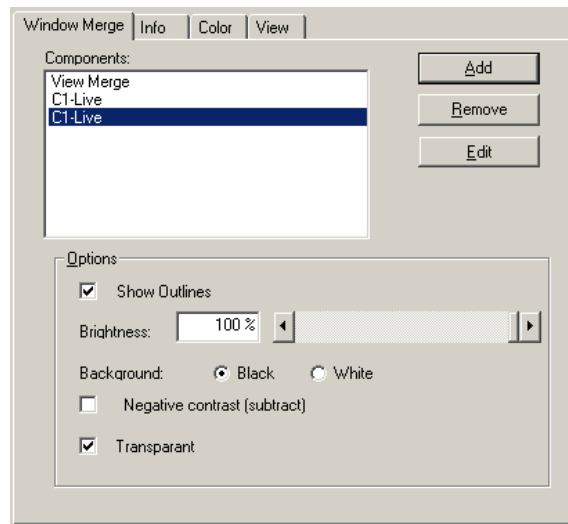 Window Merge Info Color View
Components:
View Merge
C1-Live
C1-Live
Add
Remove
Edit
Options
Show Outlines
Brightness: 100 %
Background: Black White
Negative contrast (subtract)
Transparant